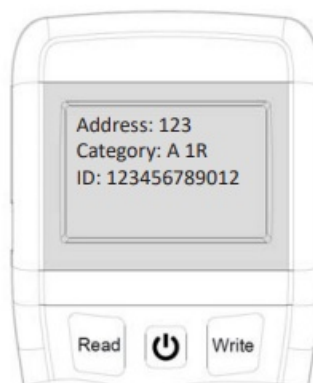 Address: 123
Category: A 1R
ID: 123456789012
Read
Write